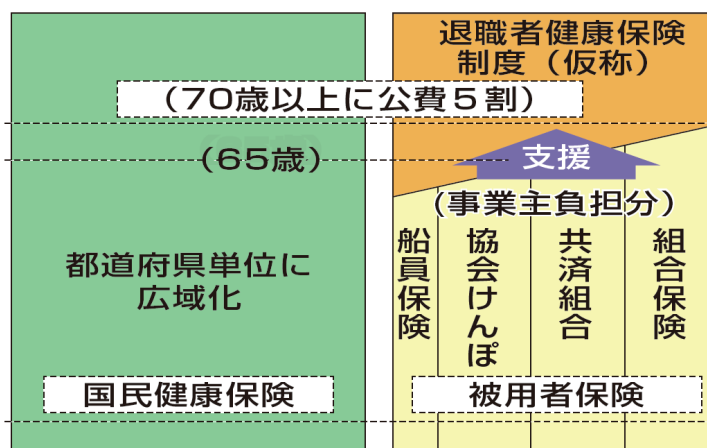 退職者健康保険
制度（仮称）
（70歳以上に公費５割）
（65歳）
支援
（事業主負担分）
都道府県単位に
広域化
船員保険
協会けんぽ
共済組合
組合保険
国民健康保険
被用者保険